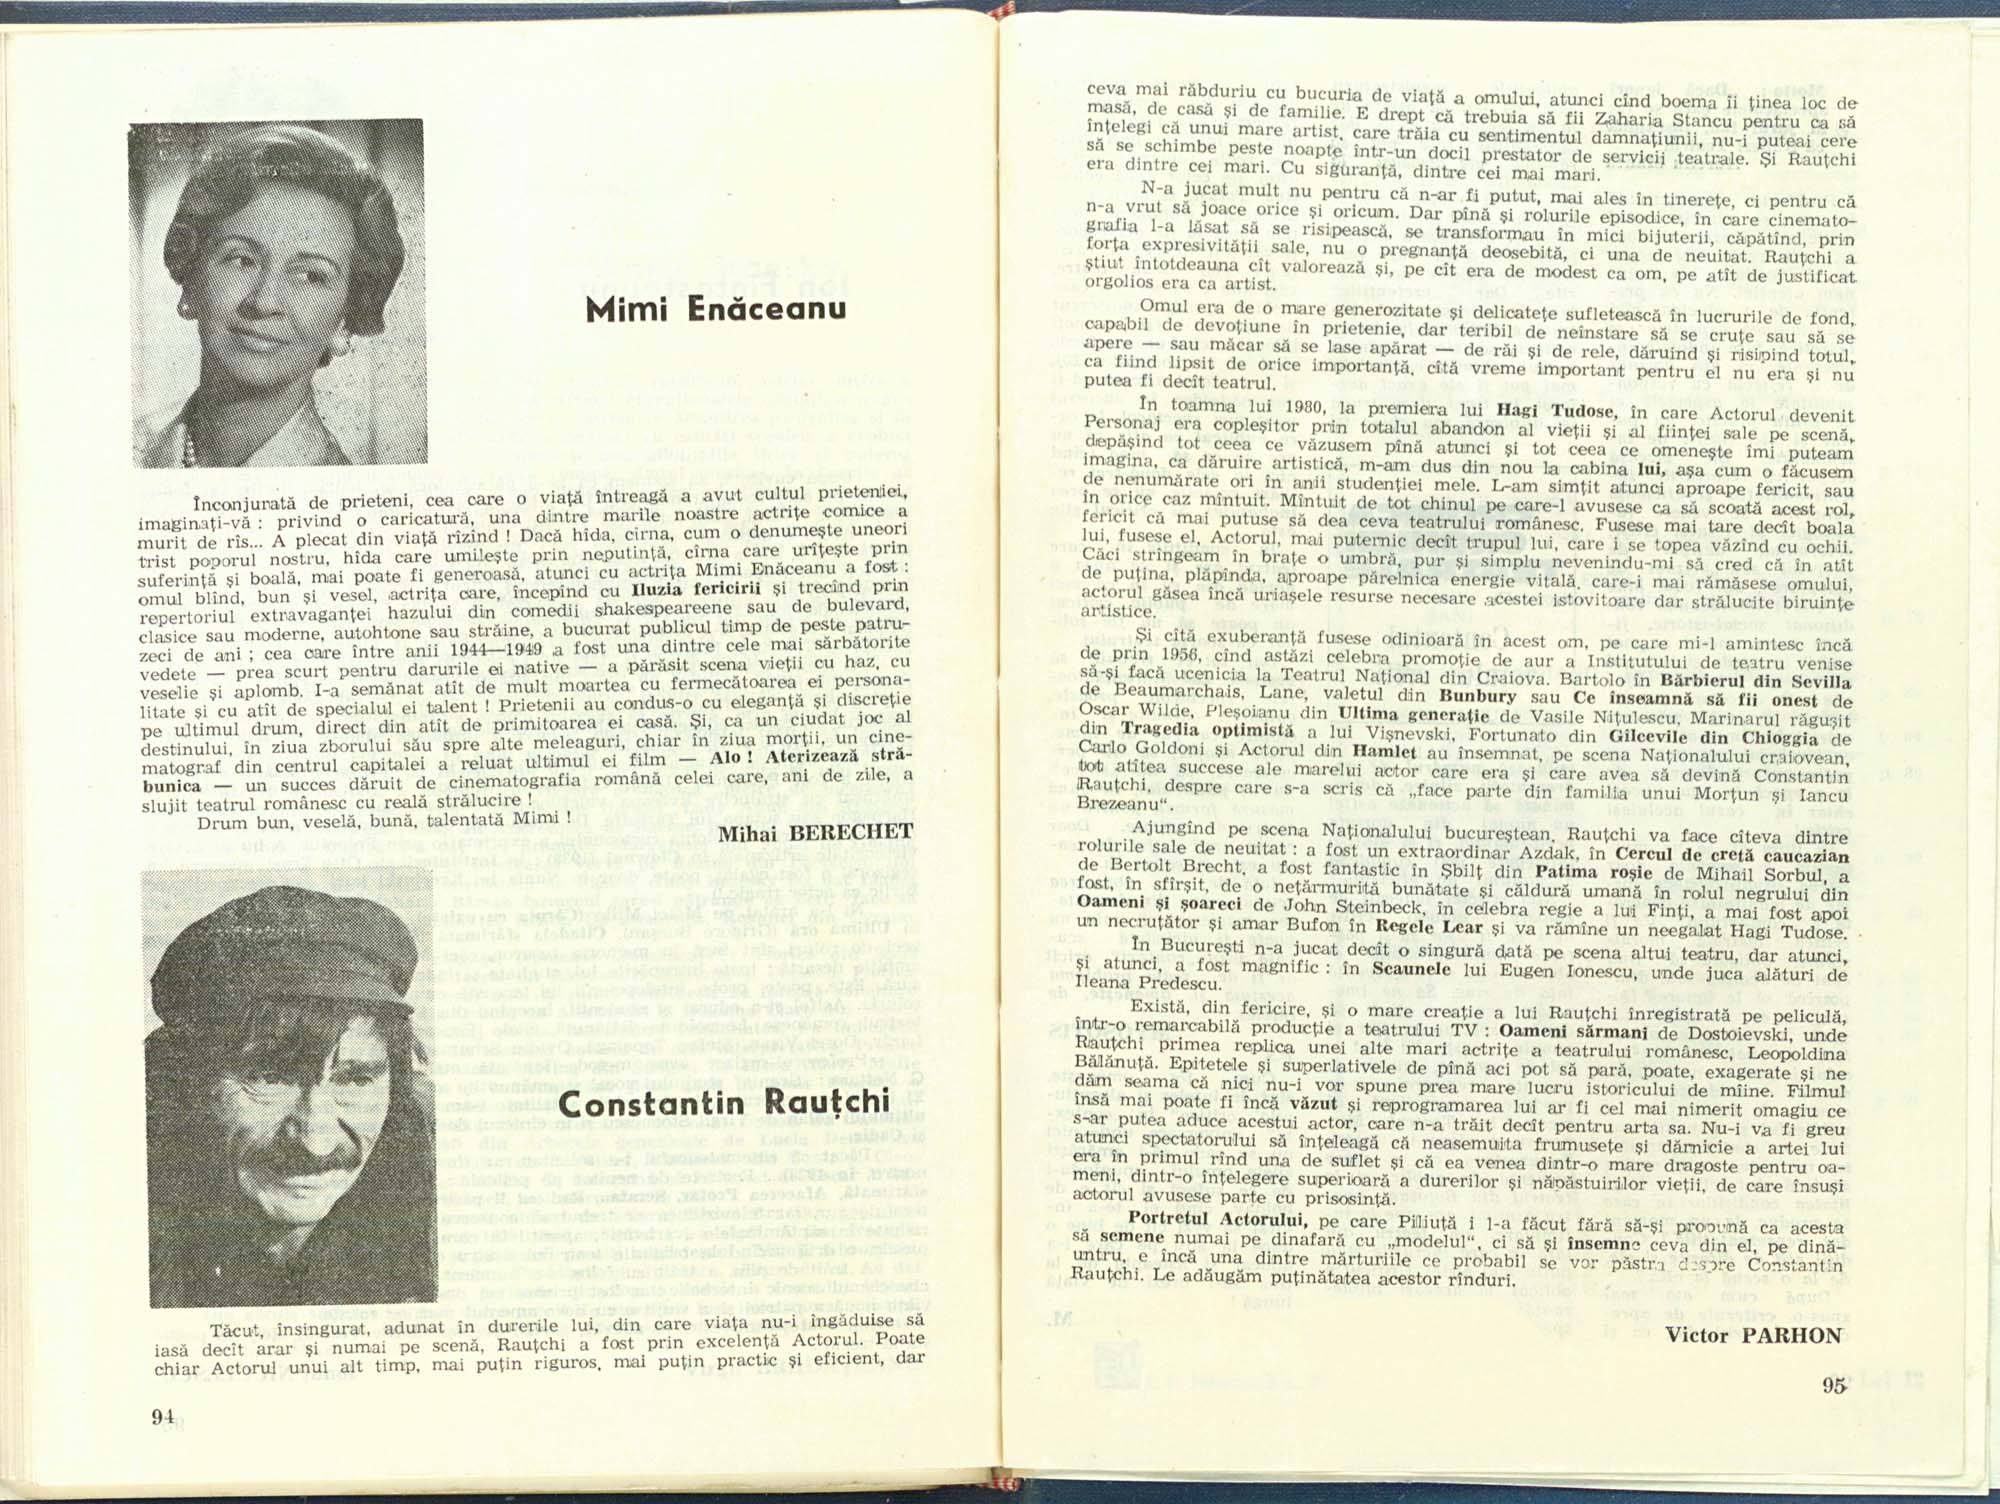 Mimi Enăceanu
Înconjurată de prieteni, cea care o viață întreagă a avut cultul prieteniei,
imaginați-vă : privind o caricatură, una dintre marile noastre actrițe comice a
murit de rîs... A plecat din viață rîzînd ! Dacă hîda, cîrna, cum o denumește uneori
trist poporul nostru, hîda care umilește prin neputință, cîrna care urîțește prin
suferință și boală, mai poate fi generoasă, atunci cu actrița Mimi Enăceanu a fost :
omul blînd, bun și vesel, actrița care, începînd cu Iluzia fericirii și trecînd prin
repertoriul extravaganței hazului din comedii shakespeareene sau de bulevard,
clasice sau moderne, autohtone sau străine, a bucurat publicul timp de peste patru-
zeci de ani ; cea care între anii 1944—1949 a fost una dintre cele mai sărbătorite
vedete — prea scurt pentru darurile ei native — a părăsit scena vieții cu haz, cu
veselie și aplomb. I-a semănat atît de mult moartea cu fermecătoarea ei persona-
litate și cu atît de specialul ei talent ! Prietenii au condus-o cu eleganță și discreție
pe ultimul drum, direct din atît de primitoarea ei casă. Și, ca un ciudat joc al
destinului, în ziua zborului său spre alte meleaguri, chiar în ziua morții, un cine-
matograf din centrul capitalei a reluat ultimul ei film — Alo ! Aterizează stră-
bunica — un succes dăruit de cinematografia română celei care, ani de zile, a
slujit teatrul românesc cu reală strălucire !
Drum bun, veselă, bună, talentată Mimi !
Mihai BERECHET
Constantin Rauțchi
Tăcut, însingurat, adunat în durerile lui, din care viața nu-i îngăduise să
iasă decît arar și numai pe scenă, Rauțchi a fost prin excelență Actorul. Poate
chiar Actorul unui alt timp, mai puțin riguros, mai puțin practic și eficient, dar
94
ceva mai răbduriu cu bucuria de viață a omului, atunci cînd boema îi ținea loc de
masă, de casă și de familie. E drept că trebuia să fii Zaharia Stancu pentru ca să
înțelegi că unui mare artist, care trăia cu sentimentul damnațiunii, nu-i puteai cere
să se schimbe peste noapte într-un docil prestator de servicii teatrale. Și Rauțchi
era dintre cei mari. Cu siguranță, dintre cei mai mari.
N-a jucat mult nu pentru că n-ar fi putut, mai ales în tinerețe, ci pentru că
n-a vrut să joace orice și oricum. Dar pînă și rolurile episodice, în care cinemato-
grafia l-a lăsat să se risipească, se transformau în mici bijuterii, căpătînd, prin
forța expresivității sale, nu o pregnanță deosebită, ci una de neuitat. Rauțchi a
știut întotdeauna cît valorează și, pe cît era de modest ca om, pe atît de justificat
orgolios era ca artist.
Omul era de o mare generozitate și delicatețe sufletească în lucrurile de fond,
capabil de devoțiune în prietenie, dar teribil de neînstare să se cruțe sau să se
apere — sau măcar să se lase apărat — de răi și de rele, dăruind și risipind totul,
ca fiind lipsit de orice importanță, cîtă vreme important pentru el nu era și nu
putea fi decît teatrul.
În toamna lui 1980, la premiera lui Hagi Tudose, în care Actorul devenit
Personaj era copleșitor prin totalul abandon al vieții și al ființei sale pe scenă,
depășind tot ceea ce văzusem pînă atunci și tot ceea ce omenește îmi puteam
imagina, ca dăruire artistică, m-am dus din nou la cabina lui, așa cum o făcusem
de nenumărate ori în anii studenției mele. L-am simțit atunci aproape fericit, sau
în orice caz mîntuit. Mîntuit de tot chinul pe care-l avusese ca să scoată acest rol,
fericit că mai putuse să dea ceva teatrului românesc. Fusese mai tare decît boala
lui, fusese el, Actorul, mai puternic decît trupul lui, care i se topea văzînd cu ochii.
Căci strîngeam în brațe o umbră, pur și simplu nevenindu-mi să cred că în atît
de puțina, plăpînda, aproape părelnica energie vitală, care-i mai rămăsese omului,
actorul găsea încă uriașele resurse necesare acestei istovitoare dar strălucite biruințe
artistice.
Și cîtă exuberanță fusese odinioară în acest om, pe care mi-l amintesc încă
de prin 1956, cînd astăzi celebra promoție de aur a Institutului de teatru venise
să-și facă ucenicia la Teatrul Național din Craiova. Bartolo în Bărbierul din Sevilla
de Beaumarchais, Lane, valetul din Bunbury sau Ce înseamnă să fii onest de
Oscar Wilde, Pleșoianu din Ultima generație de Vasile Nițulescu, Marinarul răgușit
din Tragedia optimistă a lui Vișnevski, Fortunato din Gîlcevile din Chioggia de
Carlo Goldoni și Actorul din Hamlet au însemnat, pe scena Naționalului craiovean,
tot atîtea succese ale marelui actor care era și care avea să devină Constantin
Rauțchi, despre care s-a scris că „face parte din familia unui Morțun și Iancu
Brezeanu“.
Ajungînd pe scena Naționalului bucureștean, Rauțchi va face cîteva dintre
rolurile sale de neuitat : a fost un extraordinar Azdak, în Cercul de cretă caucazian
de Bertolt Brecht, a fost fantastic în Șbilț din Patima roșie de Mihail Sorbul, a
fost, în sfîrșit, de o nețărmurită bunătate și căldură umană în rolul negrului din
Oameni și șoareci de John Steinbeck, în celebra regie a lui Finți, a mai fost apoi
un necruțător și amar Bufon în Regele Lear și va rămîne un neegalat Hagi Tudose.
În București n-a jucat decît o singură dată pe scena altui teatru, dar atunci,
și atunci, a fost magnific : în Scaunele lui Eugen Ionescu, unde juca alături de
Ileana Predescu.
Există, din fericire, și o mare creație a lui Rauțchi înregistrată pe peliculă,
într-o remarcabilă producție a teatrului TV : Oameni sărmani de Dostoievski, unde
Rauțchi primea replica unei alte mari actrițe a teatrului românesc, Leopoldina
Bălănuță. Epitetele și superlativele de pînă aci pot să pară, poate, exagerate și ne
dăm seama că nici nu-i vor spune prea mare lucru istoricului de mîine. Filmul
însă mai poate fi încă văzut și reprogramarea lui ar fi cel mai nimerit omagiu ce
s-ar putea aduce acestui actor, care n-a trăit decît pentru arta sa. Nu-i va fi greu
atunci spectatorului să înțeleagă că neasemuita frumusețe și dărnicie a artei lui
era în primul rînd una de suflet și că ea venea dintr-o mare dragoste pentru oa-
meni, dintr-o înțelegere superioară a durerilor și năpăstuirilor vieții, de care însuși
actorul avusese parte cu prisosință.
Portretul Actorului, pe care Piliuță i l-a făcut fără să-și propună ca acesta
să semene numai pe dinafară cu „modelul“, ci să și însemne ceva din el, pe dină-
untru, e încă una dintre mărturiile ce probabil se vor păstra despre Constantin
Rauțchi. Le adăugăm puținătatea acestor rînduri.
Victor PARHON
95